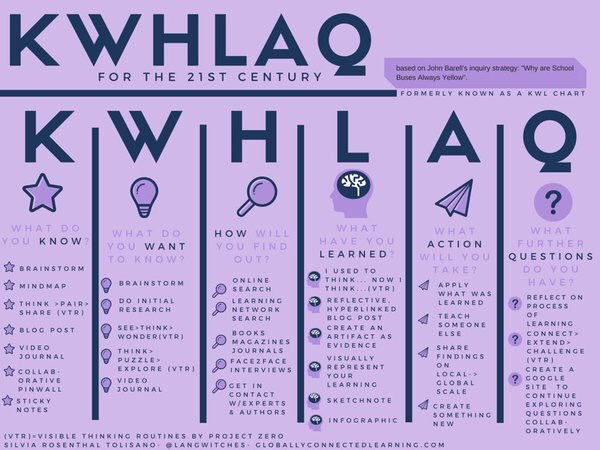 KWHLAQ
FOR THE 21ST CENTURY
based on John Barell's inquiry strategy: "Why are School
Buses Always Yellow".
FORMERLY KNOWN AS A KWL CHART
K
WHAT DO
YOU KNOW?
BRAINSTORM
MINDMAP
THINK >PAIR>
SHARE (VTR)
BLOG POST
VIDEO
JOURNAL
COLLAB-
ORATIVE
PINWALL
STICKY
NOTES
W
WHAT DO
YOU WANT
TO KNOW?
BRAINSTORM
DO INITIAL
RESEARCH
SEE>THINK>
WONDER(VTR)
THINK>
PUZZLE>
EXPLORE (VTR)
VIDEO
JOURNAL
H
HOW WILL
YOU FIND
OUT?
ONLINE
SEARCH
LEARNING
NETWORK
SEARCH
BOOKS
MAGAZINES
JOURNALS
FACE2FACE
INTERVIEWS
GET IN
CONTACT
W/EXPERTS
& AUTHORS
L
WHAT
HAVE YOU
LEARNED?
I USED TO
THINK... NOW I
THINK...(VTR)
REFLECTIVE,
HYPERLINKED
BLOG POST
CREATE AN
ARTIFACT AS
EVIDENCE
VISUALLY
REPRESENT
YOUR
LEARNING
SKETCHNOTE
INFOGRAPHIC
A
WHAT
ACTION
WILL YOU
TAKE?
APPLY
WHAT WAS
LEARNED
TEACH
SOMEONE
ELSE
SHARE
FINDINGS
ON
LOCAL->
GLOBAL
SCALE
CREATE
SOMETHING
NEW
Q
?
WHAT
FURTHER
QUESTIONS
DO YOU
HAVE?
REFLECT ON
PROCESS
OF
LEARNING
CONNECT>
EXTEND>
CHALLENGE
(VTR)
CREATE A
GOOGLE
SITE TO
CONTINUE
EXPLORING
QUESTIONS
COLLAB-
ORATIVELY
(VTR)=VISIBLE THINKING ROUTINES BY PROJECT ZERO
SILVIA ROSENTHAL TOLISANO- @LANGWITCHES- GLOBALLYCONNECTEDLEARNING.COM